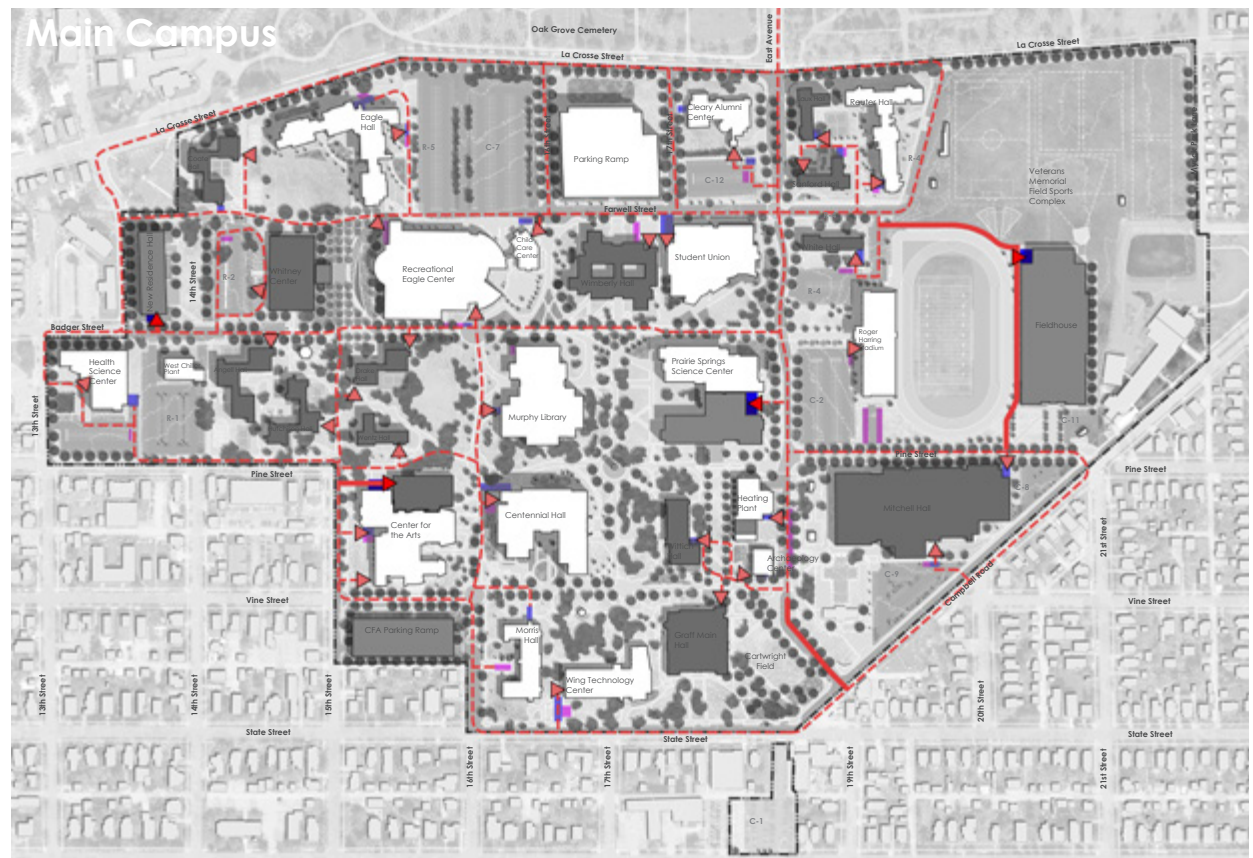 Main Campus
Oak Grove Cemetery
East Avenue
La Crosse Street
La Crosse Street
La Crosse Street
Eagle
Hall
R-5
C-7
Parking Ramp
Cleary Alumni
Center
C-12
Reuter Hall
Veterans
Memorial
Field Sports
Complex
Farwell Street
New Residence Hall
14th Street
R-2
Whitney
Center
Recreational
Eagle Center
Child
Care
Center
Wimberly Hall
Student Union
R-4
Roger
Harring
Stadium
Fieldhouse
Badger Street
Health
Science
Center
West Chiller
Plant
R-1
13th Street
Murphy Library
Prairie Springs
Science Center
C-2
C-11
Pine Street
Pine Street
Pine Street
Center for
the Arts
Centennial Hall
Heating
Plant
Archaeology
Center
Mitchell Hall
C-9
Campbell Road
21st Street
Vine Street
Vine Street
CFA Parking Ramp
Morris
Hall
Graff Main
Hall
Cartwright
Field
Wing Technology
Center
13th Street
14th Street
15th Street
20th Street
State Street
State Street
State Street
16th Street
17th Street
19th Street
21st Street
C-1